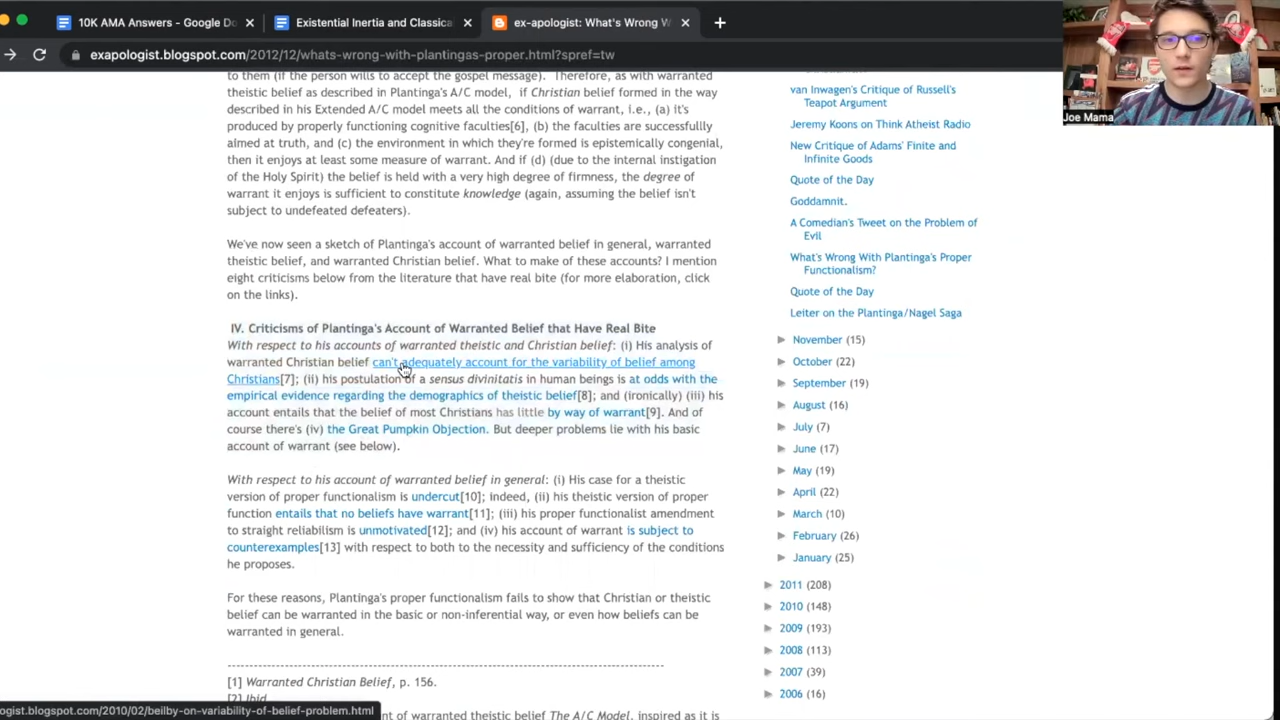 10K AMA Answers - Google Do
Existential Inertia and Classical
ex-apologist: What's Wrong W
exapologist.blogspot.com/2012/12/whats-wrong-with-plantingas-proper.html?spref=tw
Joe Mama
to them (if the person wills to accept the gospel message). Therefore, as with warranted
theistic belief as described in Plantinga's A/C model, if Christian belief formed in the way
described in his Extended A/C model meets all the conditions of warrant, i.e., (a) it's
produced by properly functioning cognitive faculties[6], (b) the faculties are successfully
aimed at truth, and (c) the environment in which they're formed is epistemically congenial,
then it enjoys at least some measure of warrant. And if (d) (due to the internal instigation
of the Holy Spirit) the belief is held with a very high degree of firmness, the degree of
warrant it enjoys is sufficient to constitute knowledge (again, assuming the belief isn't
subject to undefeated defeaters).
We've now seen a sketch of Plantinga's account of warranted belief in general, warranted
theistic belief, and warranted Christian belief. What to make of these accounts? I mention
eight criticisms below from the literature that have real bite (for more elaboration, click
on the links).
IV. Criticisms of Plantinga's Account of Warranted Belief that Have Real Bite
With respect to his accounts of warranted theistic and Christian belief: (i) His analysis of
warranted Christian belief can't adequately account for the variability of belief among
Christians[7]; (ii) his postulation of a sensus divinitatis in human beings is at odds with the
empirical evidence regarding the demographics of theistic belief[8]; and (ironically) (iii) his
account entails that the belief of most Christians has little by way of warrant[9]. And of
course there's (iv) the Great Pumpkin Objection. But deeper problems lie with his basic
account of warrant (see below).
With respect to his account of warranted belief in general: (i) His case for a theistic
version of proper functionalism is undercut[10]; indeed, (ii) his theistic version of proper
function entails that no beliefs have warrant[11]; (iii) his proper functionalist amendment
to straight reliabilism is unmotivated[12]; and (iv) his account of warrant is subject to
counterexamples[13] with respect to both to the necessity and sufficiency of the conditions
he proposes.
For these reasons, Plantinga's proper functionalism fails to show that Christian or theistic
belief can be warranted in the basic or non-inferential way, or even how beliefs can be
warranted in general.
[1] Warranted Christian Belief, p. 156.
[2] Ibid
nt of warranted theistic belief The A/C Model, inspired as it is
ogist.blogspot.com/2010/02/beilby-on-variability-of-belief-problem.html
van Inwagen's Critique of Russell's
Teapot Argument
Jeremy Koons on Think Atheist Radio
New Critique of Adams' Finite and
Infinite Goods
Quote of the Day
Goddamnit.
A Comedian's Tweet on the Problem of
Evil
What's Wrong With Plantinga's Proper
Functionalism?
Quote of the Day
Leiter on the Plantinga/Nagel Saga
► November (15)
► October (22)
► September (19)
► August (16)
► July (7)
► June (17)
► May (19)
► April (22)
► March (10)
► February (26)
► January (25)
► 2011 (208)
► 2010 (148)
► 2009 (193)
► 2008 (113)
► 2007 (39)
► 2006 (16)